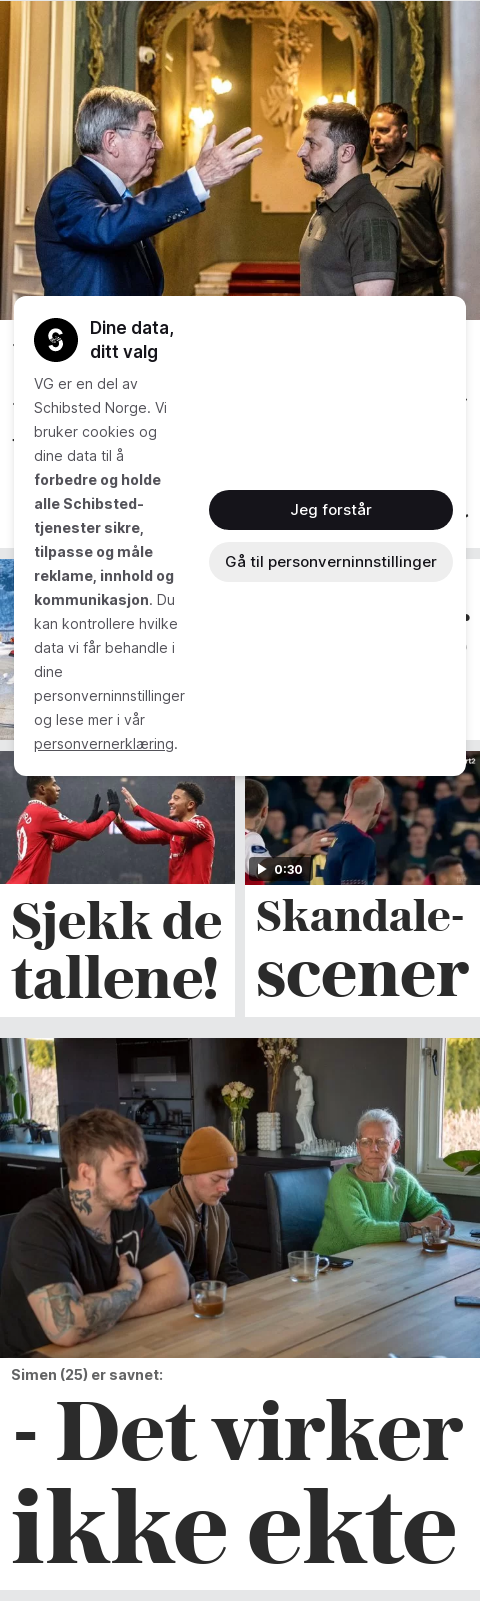 Dine data,
ditt valg
VG er en del av
Schibsted Norge. Vi
bruker cookies og
dine data til å
forbedre og holde
alle Schibsted-
tjenester sikre,
tilpasse og måle
reklame, innhold og
kommunikasjon. Du
kan kontrollere hvilke
data vi får behandle i
dine
personverninnstillinger
og lese mer i vår
personvernerklæring.
Jeg forstår
Gå til personverninnstillinger
0:30
Sjekk de
tallene!
Skandale-
scener
Simen (25) er savnet:
- Det virker
ikke ekte